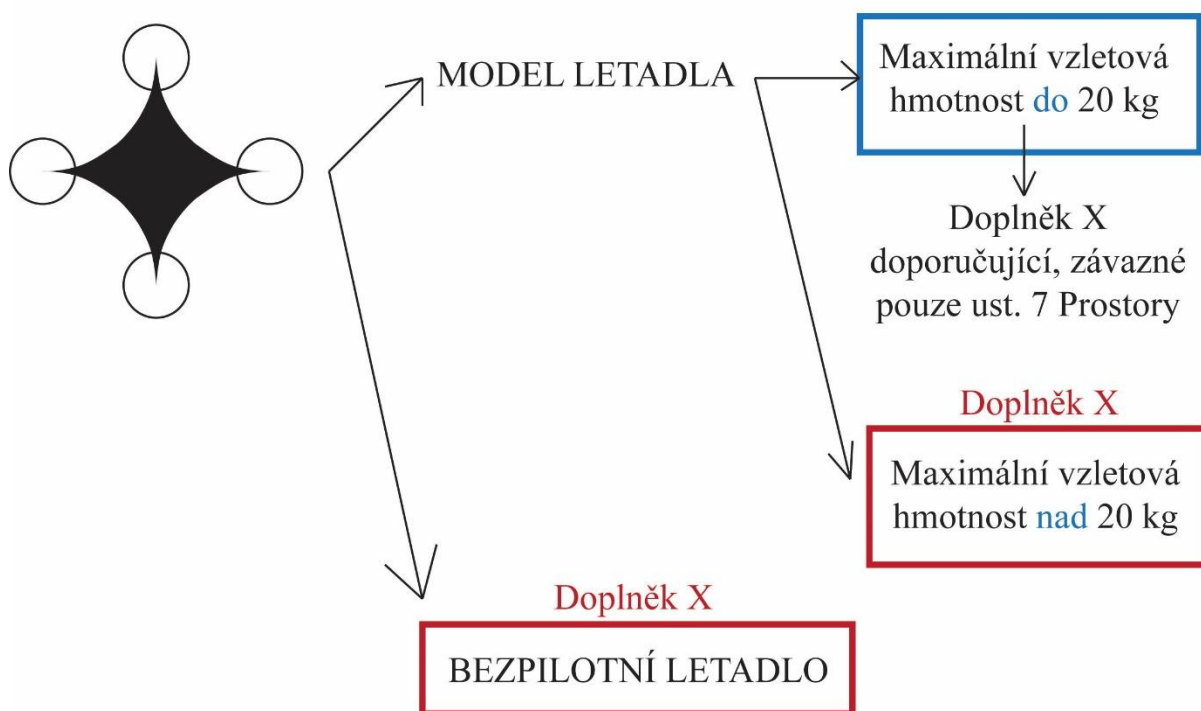 MODEL LETADLA
Maximální vzletová
hmotnost do 20 kg
Doplněk X
doporučující, závazné
pouze ust. 7 Prostory
Doplněk X
Maximální vzletová
hmotnost nad 20 kg
Doplněk X
BEZPILOTNÍ LETADLO